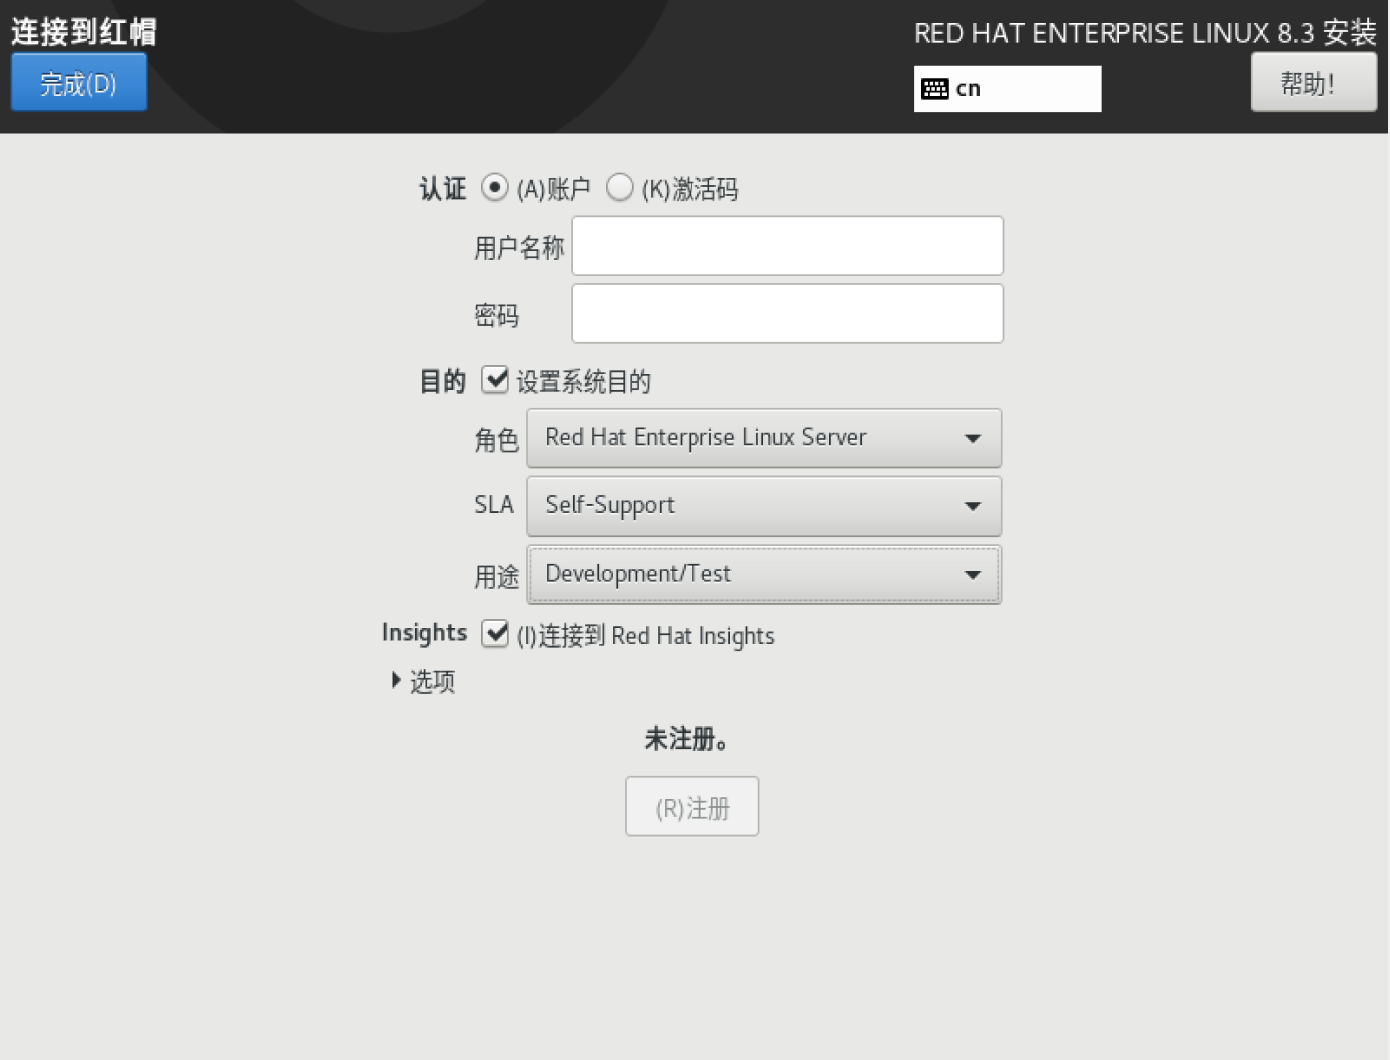 连接到红帽
RED HAT ENTERPRISE LINUX 8.3 安装
完成(D)
cn
帮助!
认证 (A)账户 (K)激活码
用户名称
密码
目的 设置系统目的
角色 Red Hat Enterprise Linux Server
SLA Self-Support
用途 Development/Test
Insights (I)连接到 Red Hat Insights
选项
未注册。
(R)注册